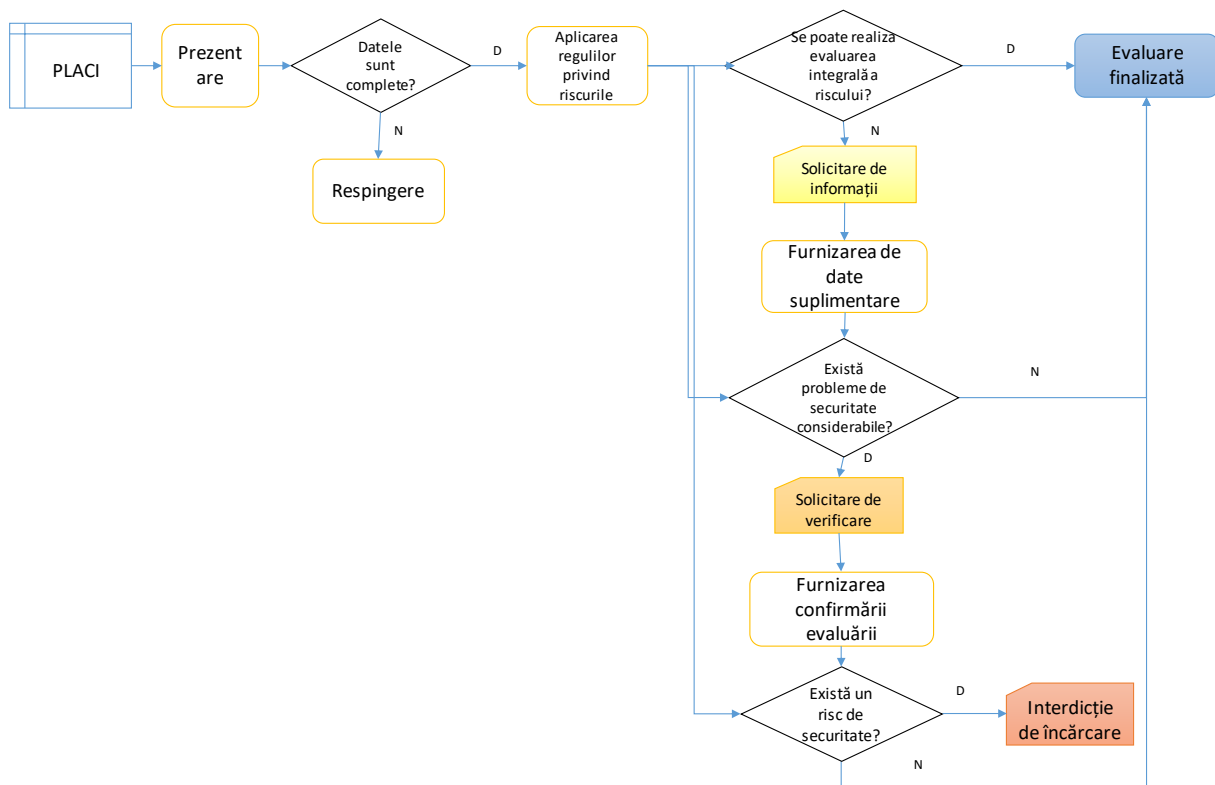 PLACI
Prezent
are
Datele
sunt
complete?
D
N
Respingere
Aplicarea
regulilor
privind
riscurile
Se poate realiza
evaluarea
integrală a
riscului?
D
Evaluare
finalizată
N
Solicitare de
informații
Furnizarea de
date
suplimentare
Există
probleme de
securitate
considerabile?
N
D
Solicitare de
verificare
Furnizarea
confirmării
evaluării
Există un
risc de
securitate?
D
Interdicție
de încărcare
N